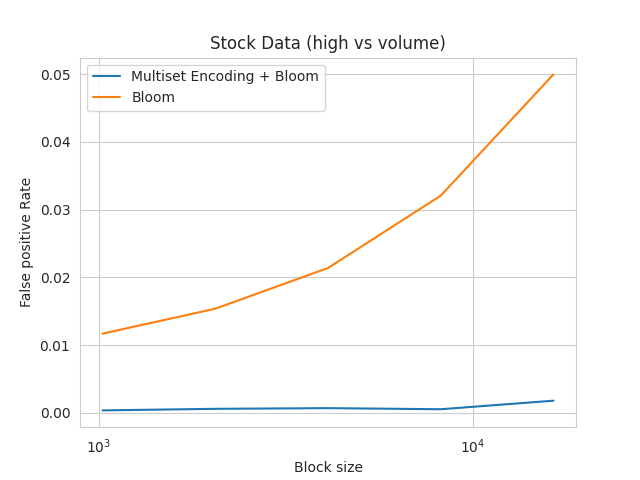 Stock Data (high vs volume)
Multiset Encoding + Bloom
Bloom
False positive Rate
0.05
0.04
0.03
0.02
0.01
0.00
10³
10⁴
Block size